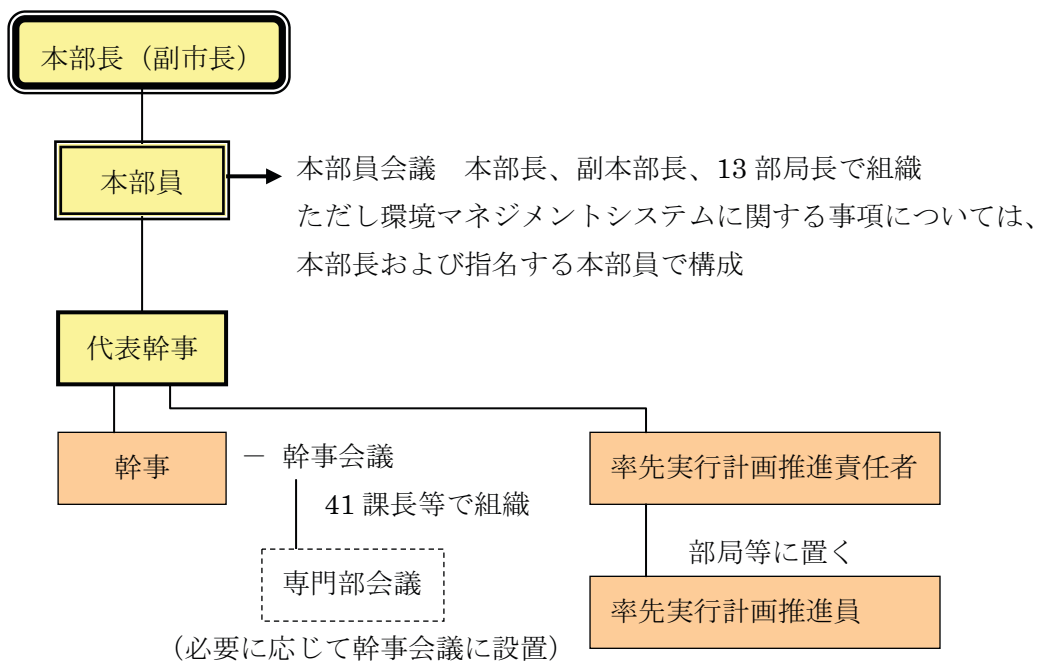 本部長（副市長）
本部員
本部員会議　本部長、副本部長、13 部局長で組織
ただし環境マネジメントシステムに関する事項については、
本部長および指名する本部員で構成
代表幹事
幹事
－ 幹事会議
41 課長等で組織
専門部会議
（必要に応じて幹事会議に設置）
率先実行計画推進責任者
部局等に置く
率先実行計画推進員